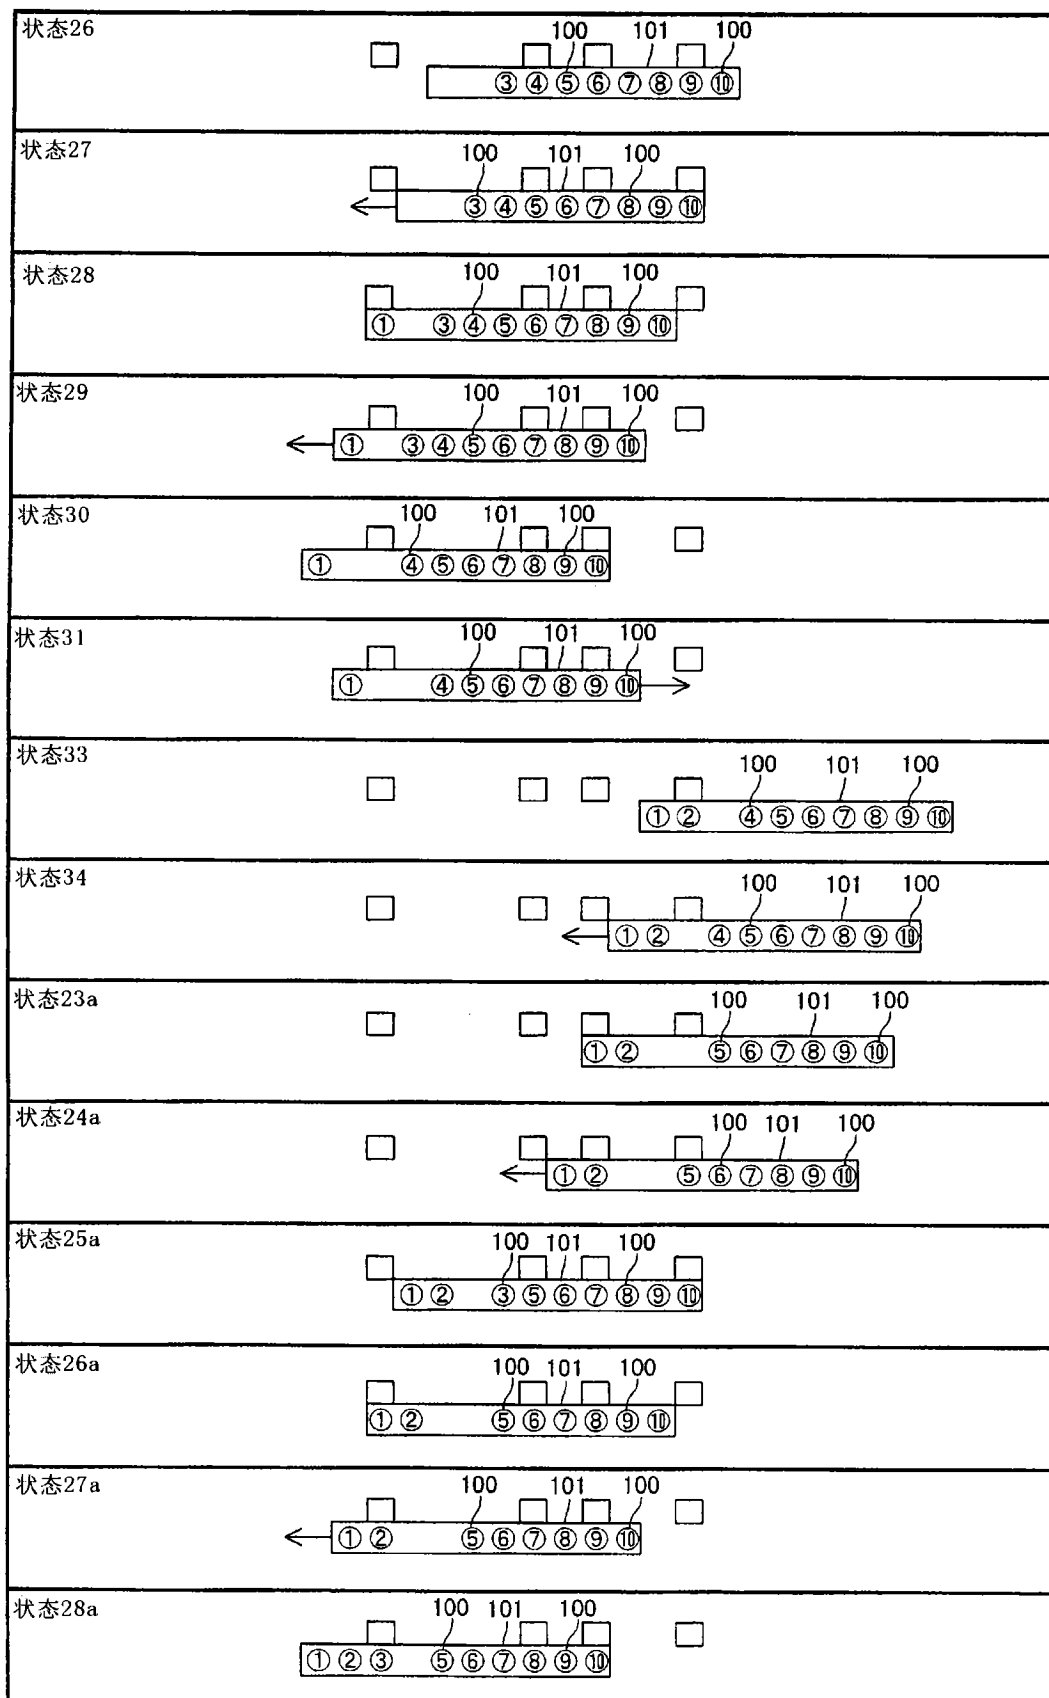 状态26
100 101 100
③④⑤⑥⑦⑧⑨⑩
状态27
100 101 100
③④⑤⑥⑦⑧⑨⑩
状态28
100 101 100
① ③④⑤⑥⑦⑧⑨⑩
状态29
100 101 100
① ③④⑤⑥⑦⑧⑨⑩
状态30
100 101 100
① ④⑤⑥⑦⑧⑨⑩
状态31
100 101 100
① ④⑤⑥⑦⑧⑨⑩
状态33
100 101 100
①② ④⑤⑥⑦⑧⑨⑩
状态34
100 101 100
①② ④⑤⑥⑦⑧⑨⑩
状态23a
100 101 100
①② ⑤⑥⑦⑧⑨⑩
状态24a
100 101 100
①② ⑤⑥⑦⑧⑨⑩
状态25a
100 101 100
①② ③⑤⑥⑦⑧⑨⑩
状态26a
100 101 100
①② ⑤⑥⑦⑧⑨⑩
状态27a
100 101 100
①② ⑤⑥⑦⑧⑨⑩
状态28a
100 101 100
①②③ ⑤⑥⑦⑧⑨⑩